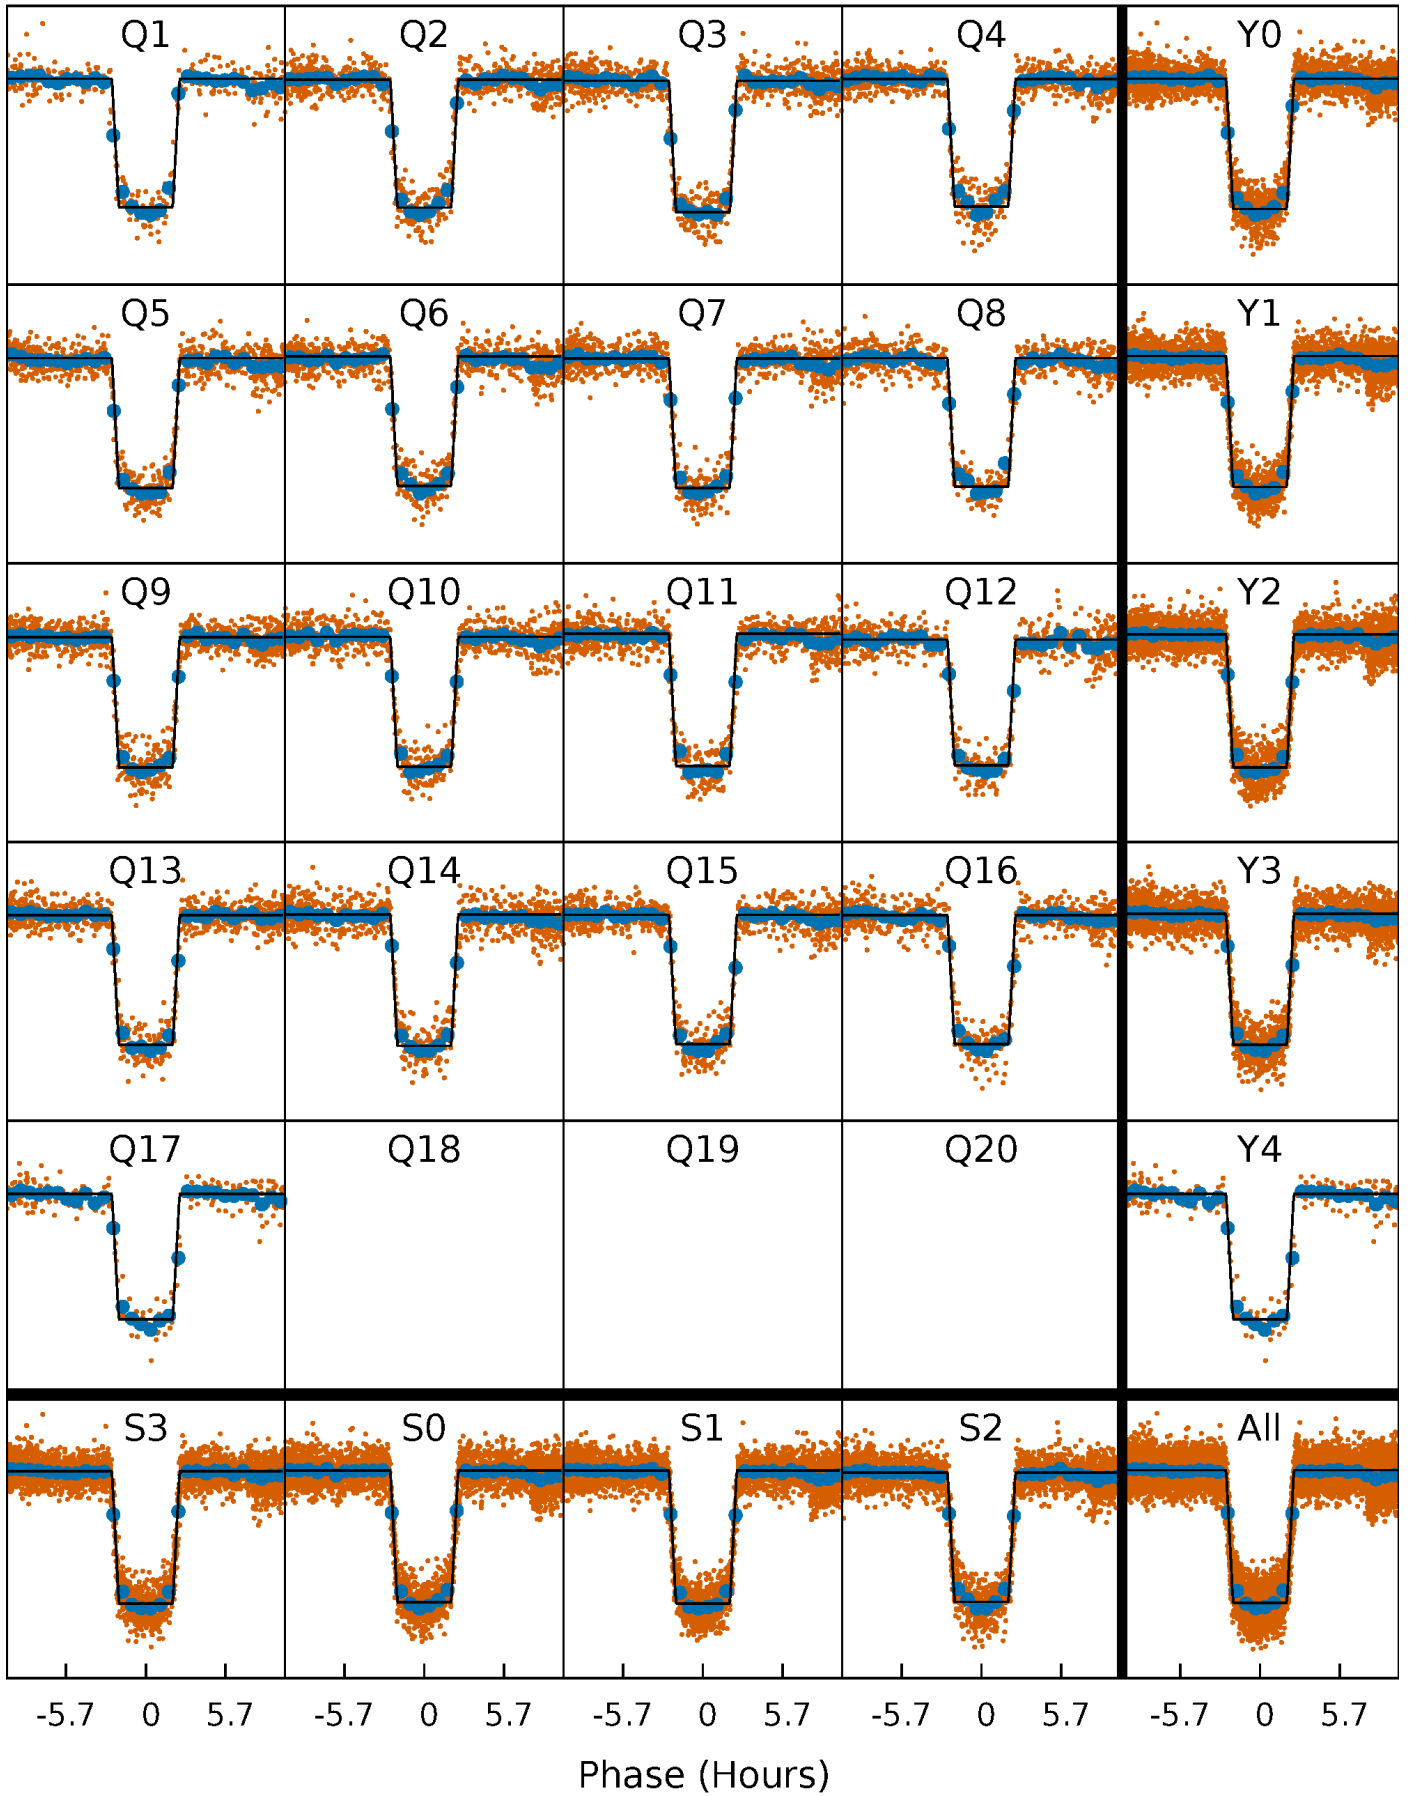 Q1 Q2 Q3 Q4 Y0
Q5 Q6 Q7 Q8 Y1
Q9 Q10 Q11 Q12 Y2
Q13 Q14 Q15 Q16 Y3
Q17 Q18 Q19 Q20 Y4
S3 S0 S1 S2 All
-5.7 0 5.7 -5.7 0 5.7 -5.7 0 5.7 -5.7 0 5.7 -5.7 0 5.7
Phase (Hours)